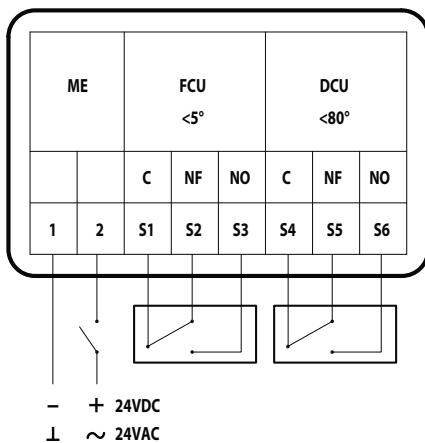 ME FCU DCU
<5° <80°
C NF NO C NF NO
1 2 S1 S2 S3 S4 S5 S6
− + 24VDC
⊥ ~ 24VAC